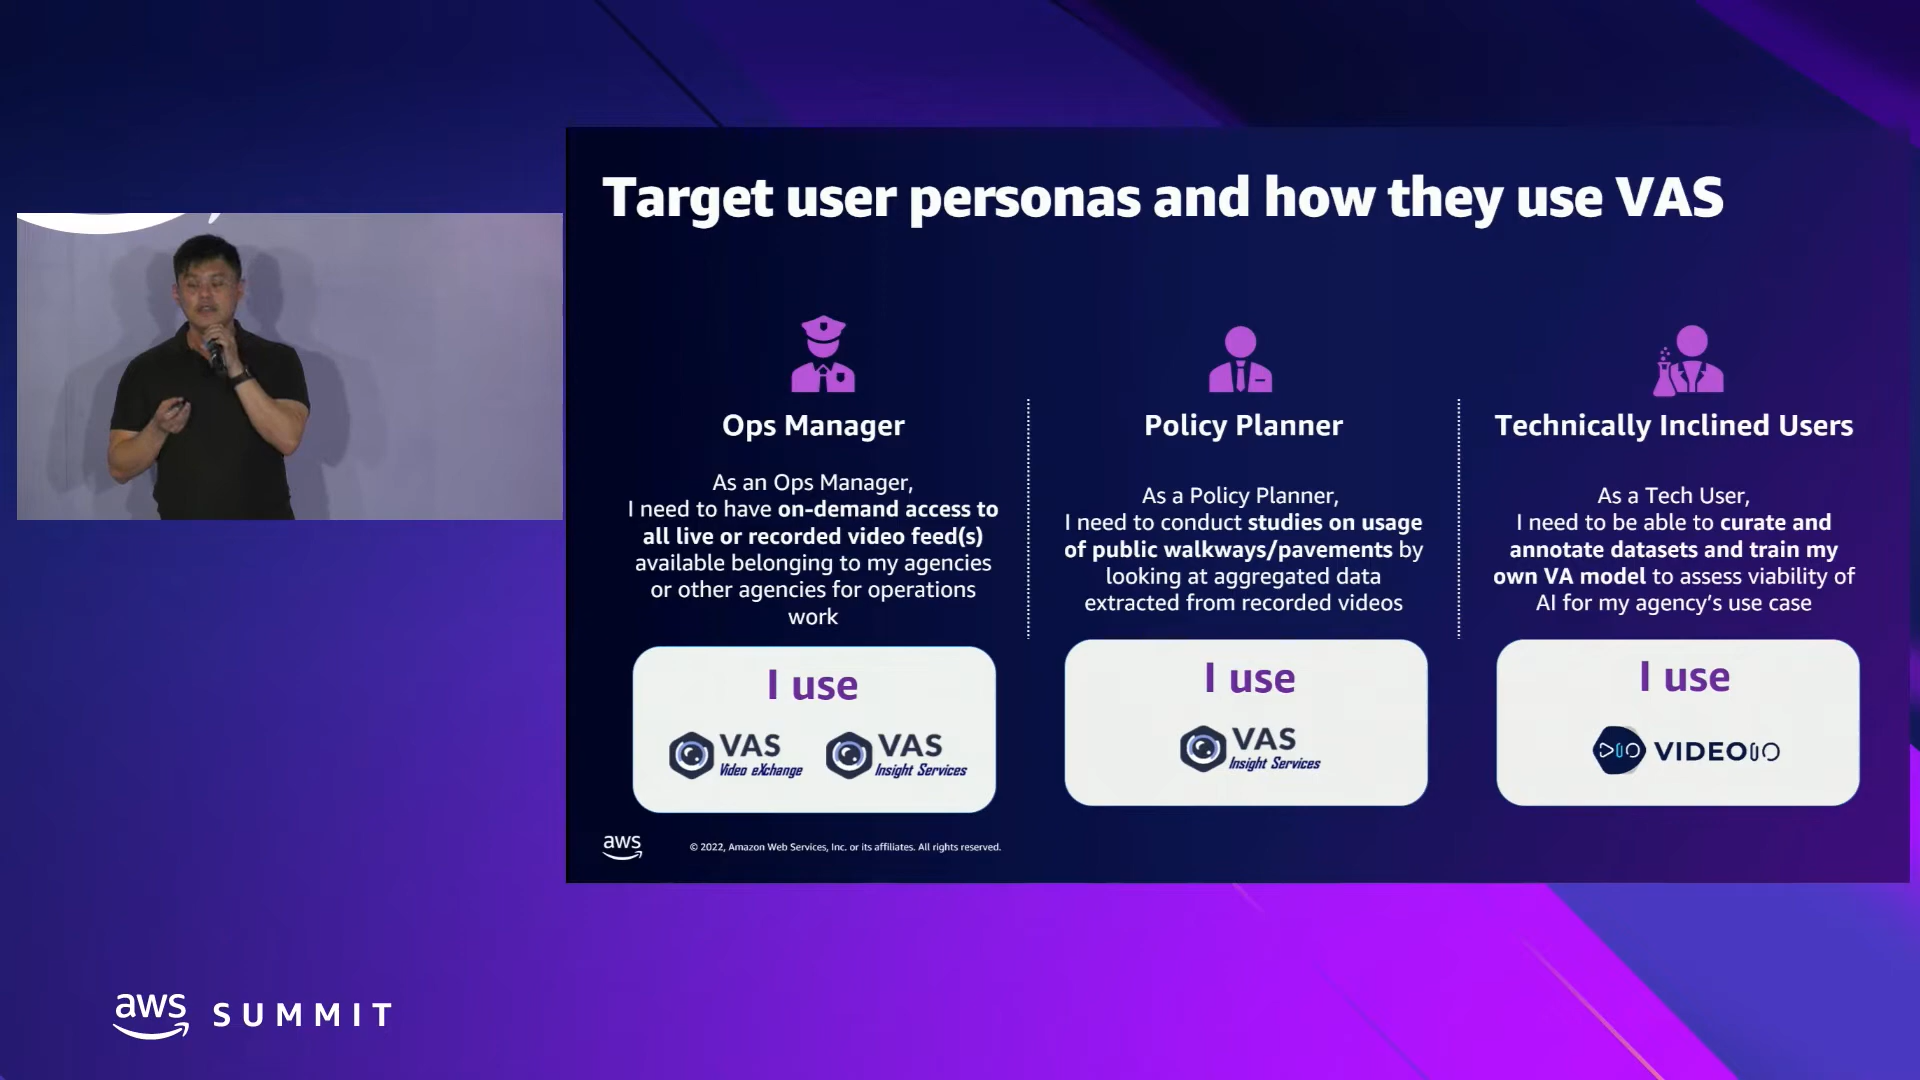 Target user personas and how they use VAS
Ops Manager
As an Ops Manager,
I need to have on-demand access to
all live or recorded video feed(s)
available belonging to my agencies
or other agencies for operations
work
I use
VAS
Video eXchange
VAS
Insight Services
Policy Planner
As a Policy Planner,
I need to conduct studies on usage
of public walkways/pavements by
looking at aggregated data
extracted from recorded videos
I use
VAS
Insight Services
Technically Inclined Users
As a Tech User,
I need to be able to curate and
annotate datasets and train my
own VA model to assess viability of
AI for my agency's use case
I use
VIDEOIO
aws
© 2022, Amazon Web Services, Inc. or its affiliates. All rights reserved.
aws SUMMIT